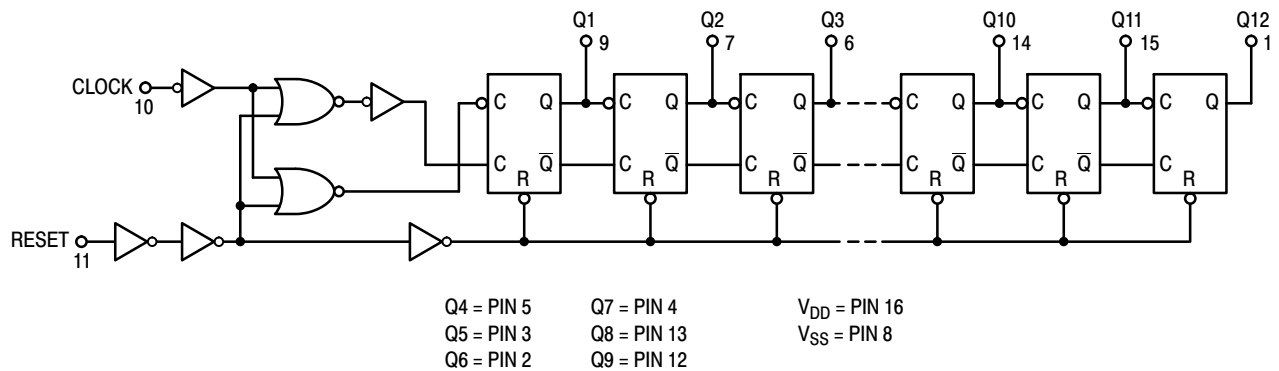 Q1 Q2 Q3 Q10 Q11 Q12
9 7 6 14 15 1
CLOCK
10
C Q C Q C Q C Q C Q C Q
C Q̅ C Q̅ C Q̅ C Q̅ C Q̅ C
R R R R R R
RESET
11
Q4 = PIN 5 Q7 = PIN 4 V_DD = PIN 16
Q5 = PIN 3 Q8 = PIN 13 V_SS = PIN 8
Q6 = PIN 2 Q9 = PIN 12